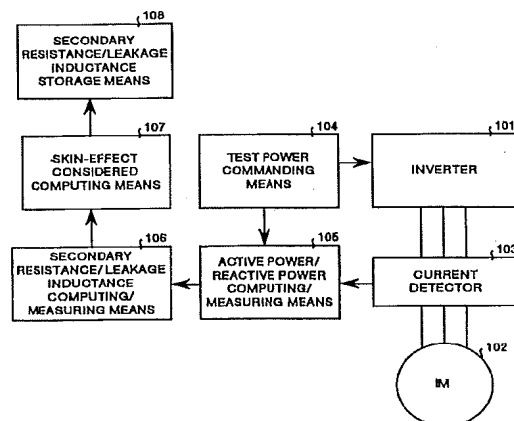 108
SECONDARY
RESISTANCE/LEAKAGE
INDUCTANCE
STORAGE MEANS
107
SKIN-EFFECT
CONSIDERED
COMPUTING MEANS
104
TEST POWER
COMMANDING
MEANS
101
INVERTER
106
SECONDARY
RESISTANCE/LEAKAGE
INDUCTANCE
COMPUTING/
MEASURING MEANS
105
ACTIVE POWER/
REACTIVE POWER
COMPUTING/
MEASURING MEANS
103
CURRENT
DETECTOR
102
IM